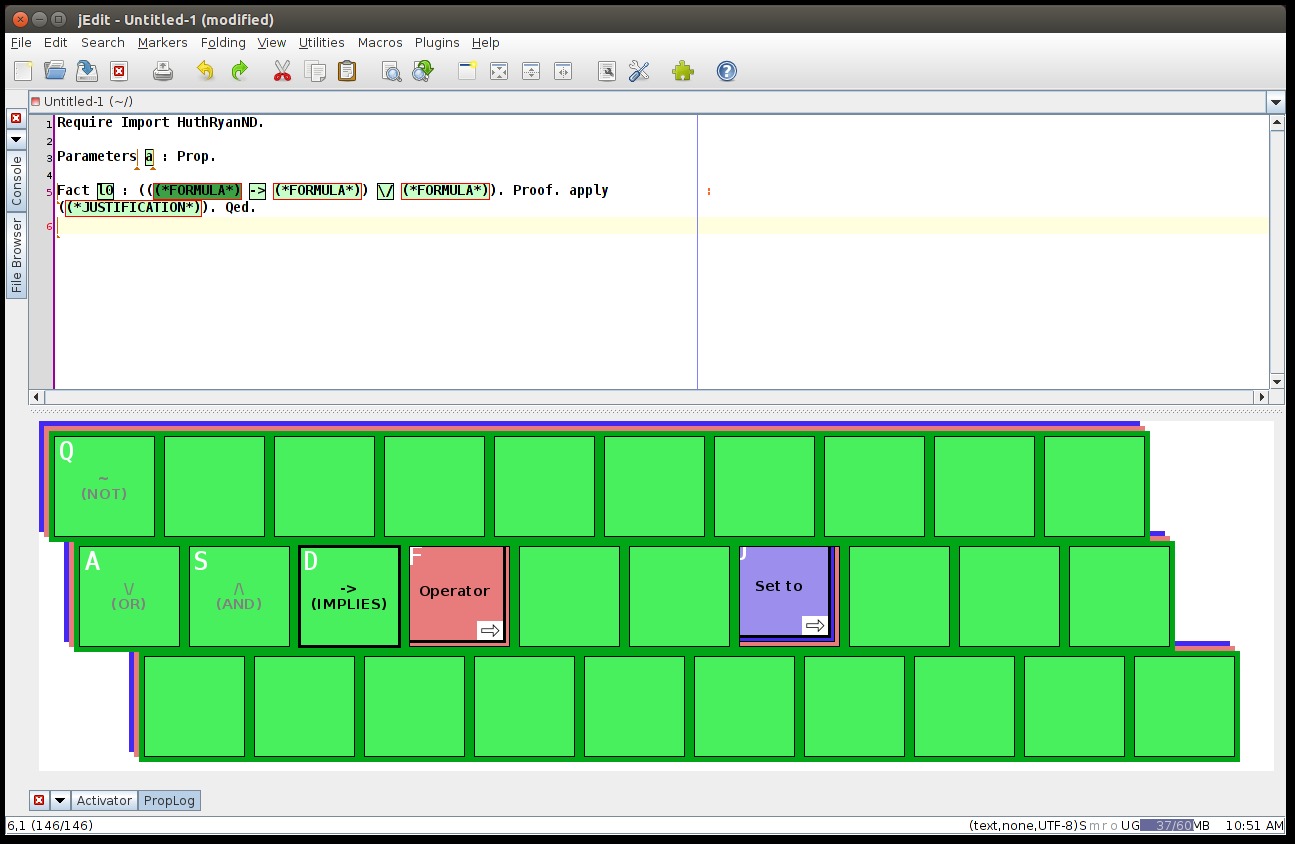 jEdit - Untitled-1 (modified)
File Edit Search Markers Folding View Utilities Macros Plugins Help
Untitled-1 (~/)
Console
File Browser
1 Require Import HuthRyanND.
2
3 Parameters a : Prop.
4
5 Fact l0 : (((*FORMULA*) -> (*FORMULA*)) \/ (*FORMULA*)). Proof. apply :
((*JUSTIFICATION*)). Qed.
6
Q
~
(NOT)
A
\/
(OR)
S
/\
(AND)
D
->
(IMPLIES)
F
Operator
J
Set to
Activator PropLog
6,1 (146/146)
(text,none,UTF-8)S m r o UG 37/60MB 10:51 AM